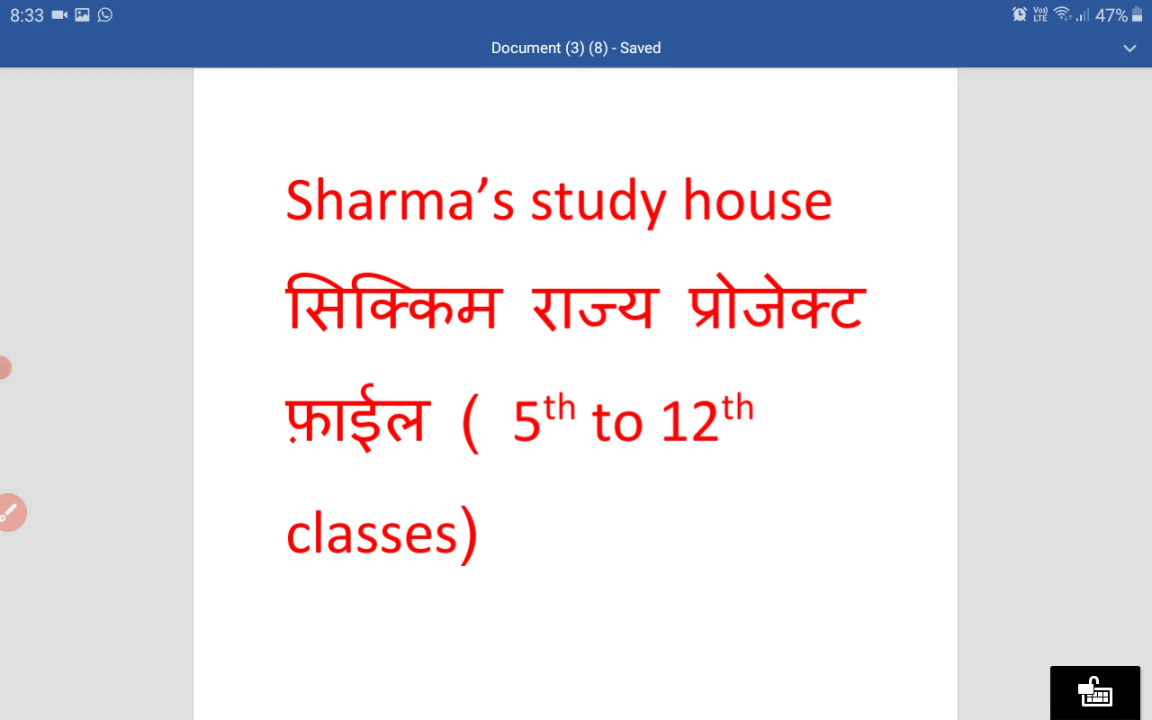 8:33 47%
Document (3) (8) - Saved
Sharma’s study house
सिक्किम राज्य प्रोजेक्ट
फ़ाईल ( 5th to 12th
classes)